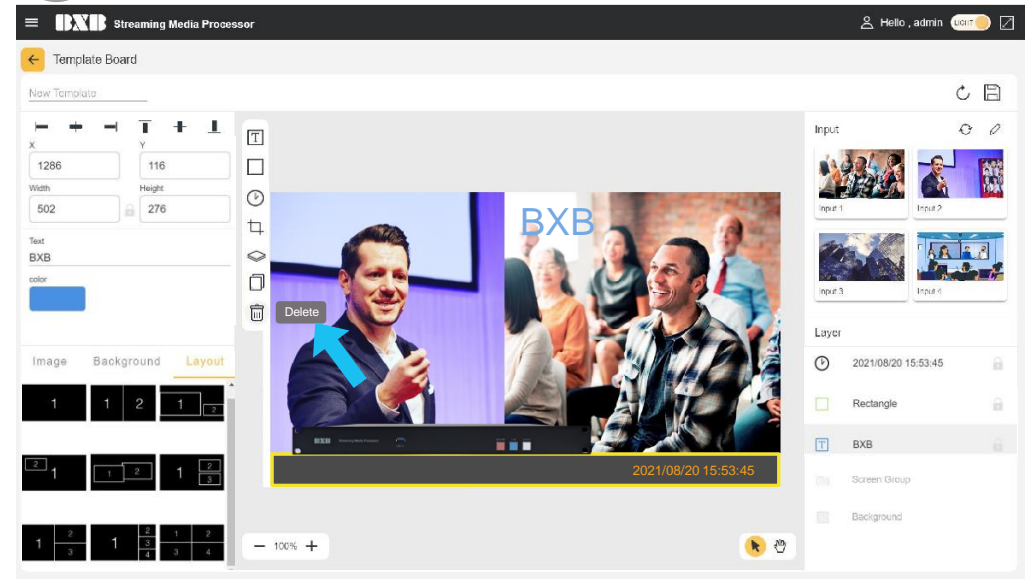 BXB Streaming Media Processor
Hello , admin
LIGHT
Template Board
New Template
X
Y
1286
116
Width
Height
502
276
Text
BXB
color
Image
Background
Layout
1
1 2
1 2
2 1
1 2
1 2 3
1 2 3
1 2 3 4
1 2 3 4
T
Delete
BXB
BXB
2021/08/20 15:53:45
100%
Input
Input 1
Input 2
Input 3
Input 4
Layer
2021/08/20 15:53:45
Rectangle
T
BXB
Screen Group
Background